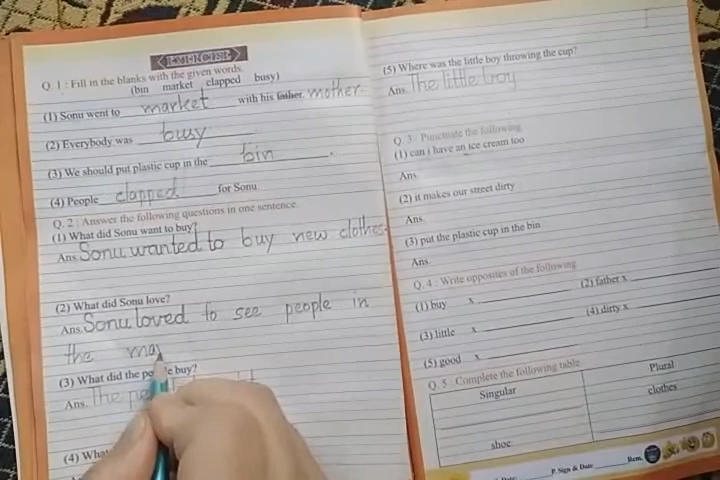 EXERCISE
Q. 1 : Fill in the blanks with the given words.
(bin market clapped busy)
(1) Sonu went to market with his father. mother.
(2) Everybody was busy
(3) We should put plastic cup in the bin.
(4) People clapped for Sonu
Q. 2 : Answer the following questions in one sentence.
(1) What did Sonu want to buy?
Ans. Sonu wanted to buy new clothes.
(2) What did Sonu love?
Ans. Sonu loved to see people in
the ma
(3) What did the buy?
Ans. The
(4)
(5) Where was the little boy throwing the cup?
Ans. The little boy
Q. 3 : Punctuate the following
(1) can i have an ice cream too
Ans.
(2) it makes our street dirty
Ans.
(3) put the plastic cup in the bin
Ans.
Q. 4 : Write opposites of the following
(1) buy x (2) father x
(3) little x (4) dirty x
(5) good x
Q. 5 : Complete the following table
Singular Plural
clothes
shoe
Date: P. Sign & Date Rem.